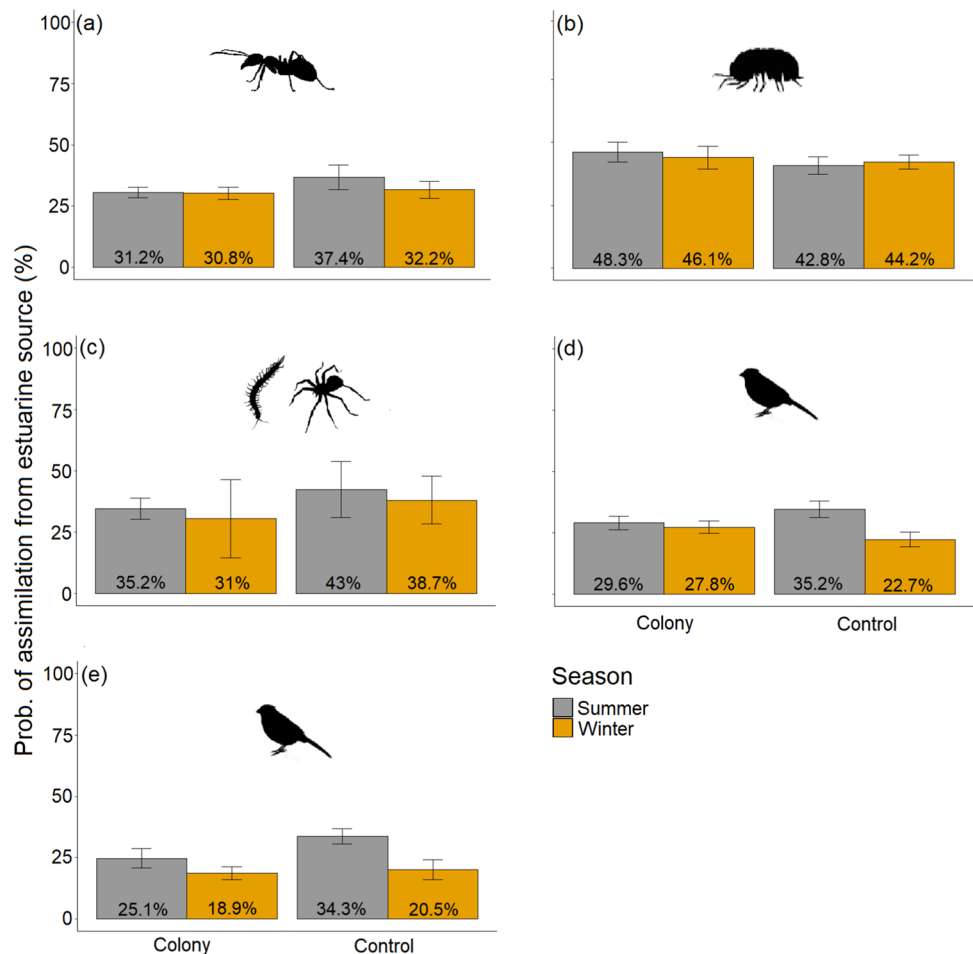 Prob. of assimilation from estuarine source (%)
(a)
100
75
50
25
0
31.2% 30.8% 37.4% 32.2%
(b)
48.3% 46.1% 42.8% 44.2%
(c)
100
75
50
25
0
35.2% 31% 43% 38.7%
(d)
29.6% 27.8% 35.2% 22.7%
Colony Control
(e)
100
75
50
25
0
25.1% 18.9% 34.3% 20.5%
Colony Control
Season
Summer
Winter